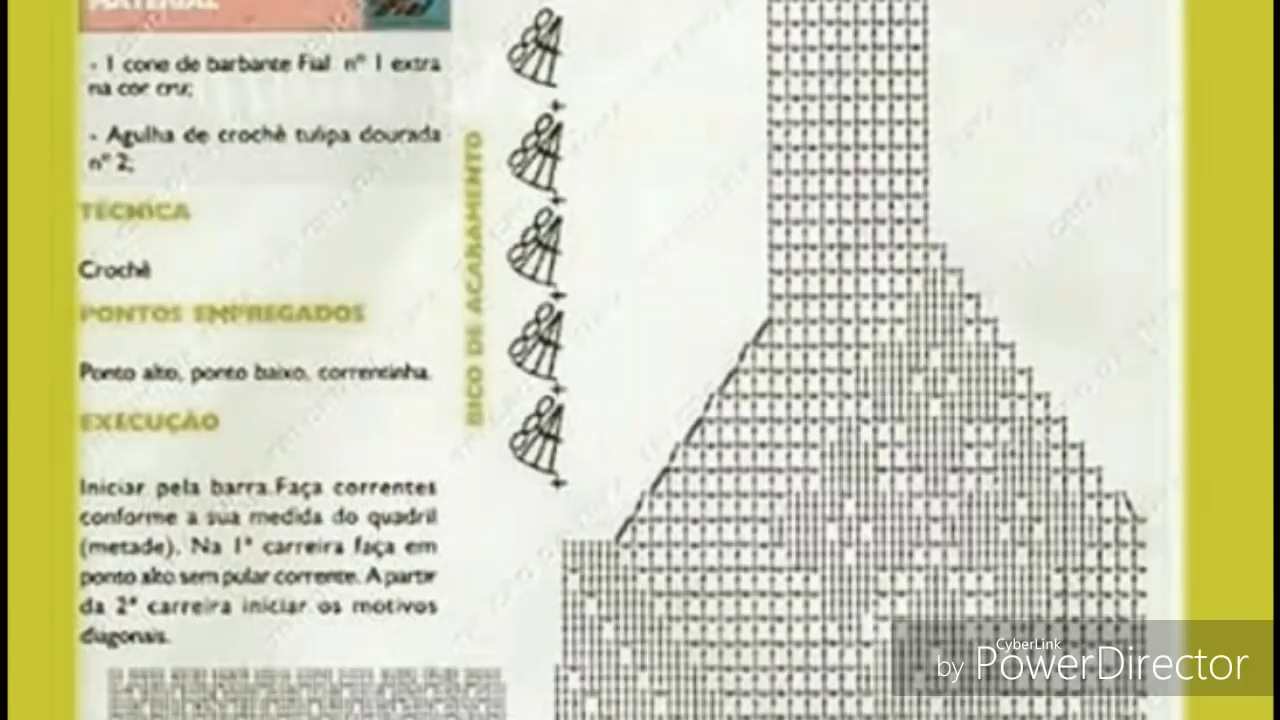 MATERIAL
- 1 cone de barbante Fial nº 1 extra
na cor cru;
- Agulha de crochê tulipa dourada
nº 2;
TÉCNICA
Crochê
PONTOS EMPREGADOS
Ponto alto, ponto baixo, correntinha.
EXECUÇÃO
Iniciar pela barra.Faça correntes
conforme a sua medida do quadril
(metade). Na 1ª carreira faça em
ponto alto sem pular corrente. A partir
da 2ª carreira iniciar os motivos
diagonais.
BICO DE ACABAMENTO
CyberLink
by PowerDirector